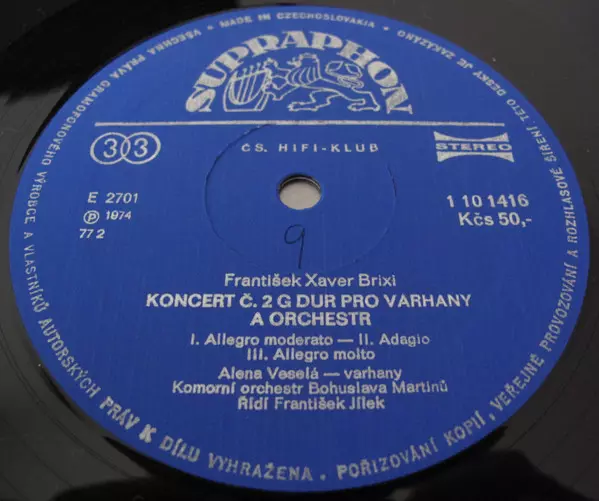 VŠECHNA PRÁVA GRAMOFONOVÉHO VÝROBCE A VLASTNÍKŮ AUTORSKÝCH PRÁV K DÍLU VYHRAŽENA • POŘIZOVÁNÍ KOPIÍ, VEŘEJNÉ PROVOZOVÁNÍ A ROZHLASOVÉ ŠÍŘENÍ TÉTO DESKY JE ZAKÁZÁNO
• MADE IN CZECHOSLOVAKIA •
SUPRAPHON
33
ČS. HIFI-KLUB
STEREO
E 2701
1 10 1416
Ⓟ 1974
Kčs 50,-
77 2
9
František Xaver Brixi
KONCERT Č. 2 G DUR PRO VARHANY
A ORCHESTR
I. Allegro moderato — II. Adagio
III. Allegro molto
Alena Veselá — varhany
Komorní orchestr Bohuslava Martinů
Řídí František Jílek